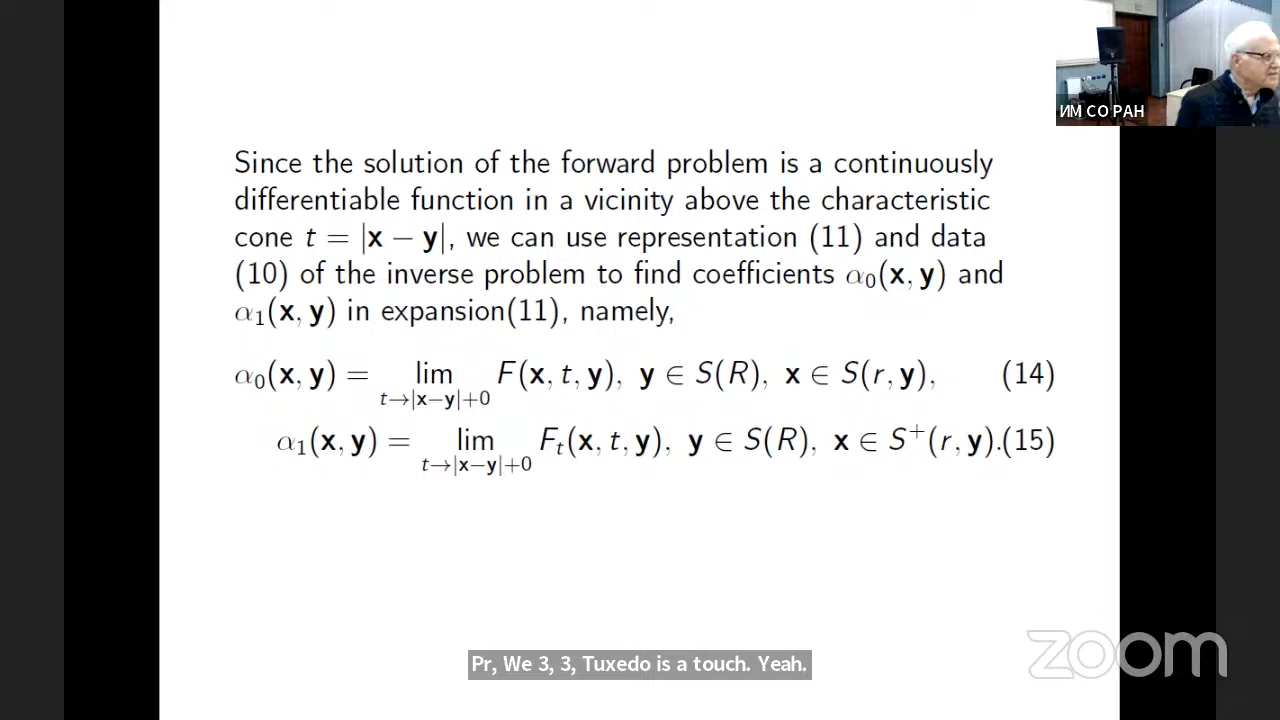 ИМ СО РАН
Since the solution of the forward problem is a continuously
differentiable function in a vicinity above the characteristic
cone t = |x − y|, we can use representation (11) and data
(10) of the inverse problem to find coefficients α₀(x, y) and
α₁(x, y) in expansion(11), namely,
α₀(x, y) = lim_{t→|x−y|+0} F(x, t, y), y ∈ S(R), x ∈ S(r, y), (14)
α₁(x, y) = lim_{t→|x−y|+0} Fₜ(x, t, y), y ∈ S(R), x ∈ S⁺(r, y).(15)
zoom
Pr, We 3, 3, Tuxedo is a touch. Yeah.